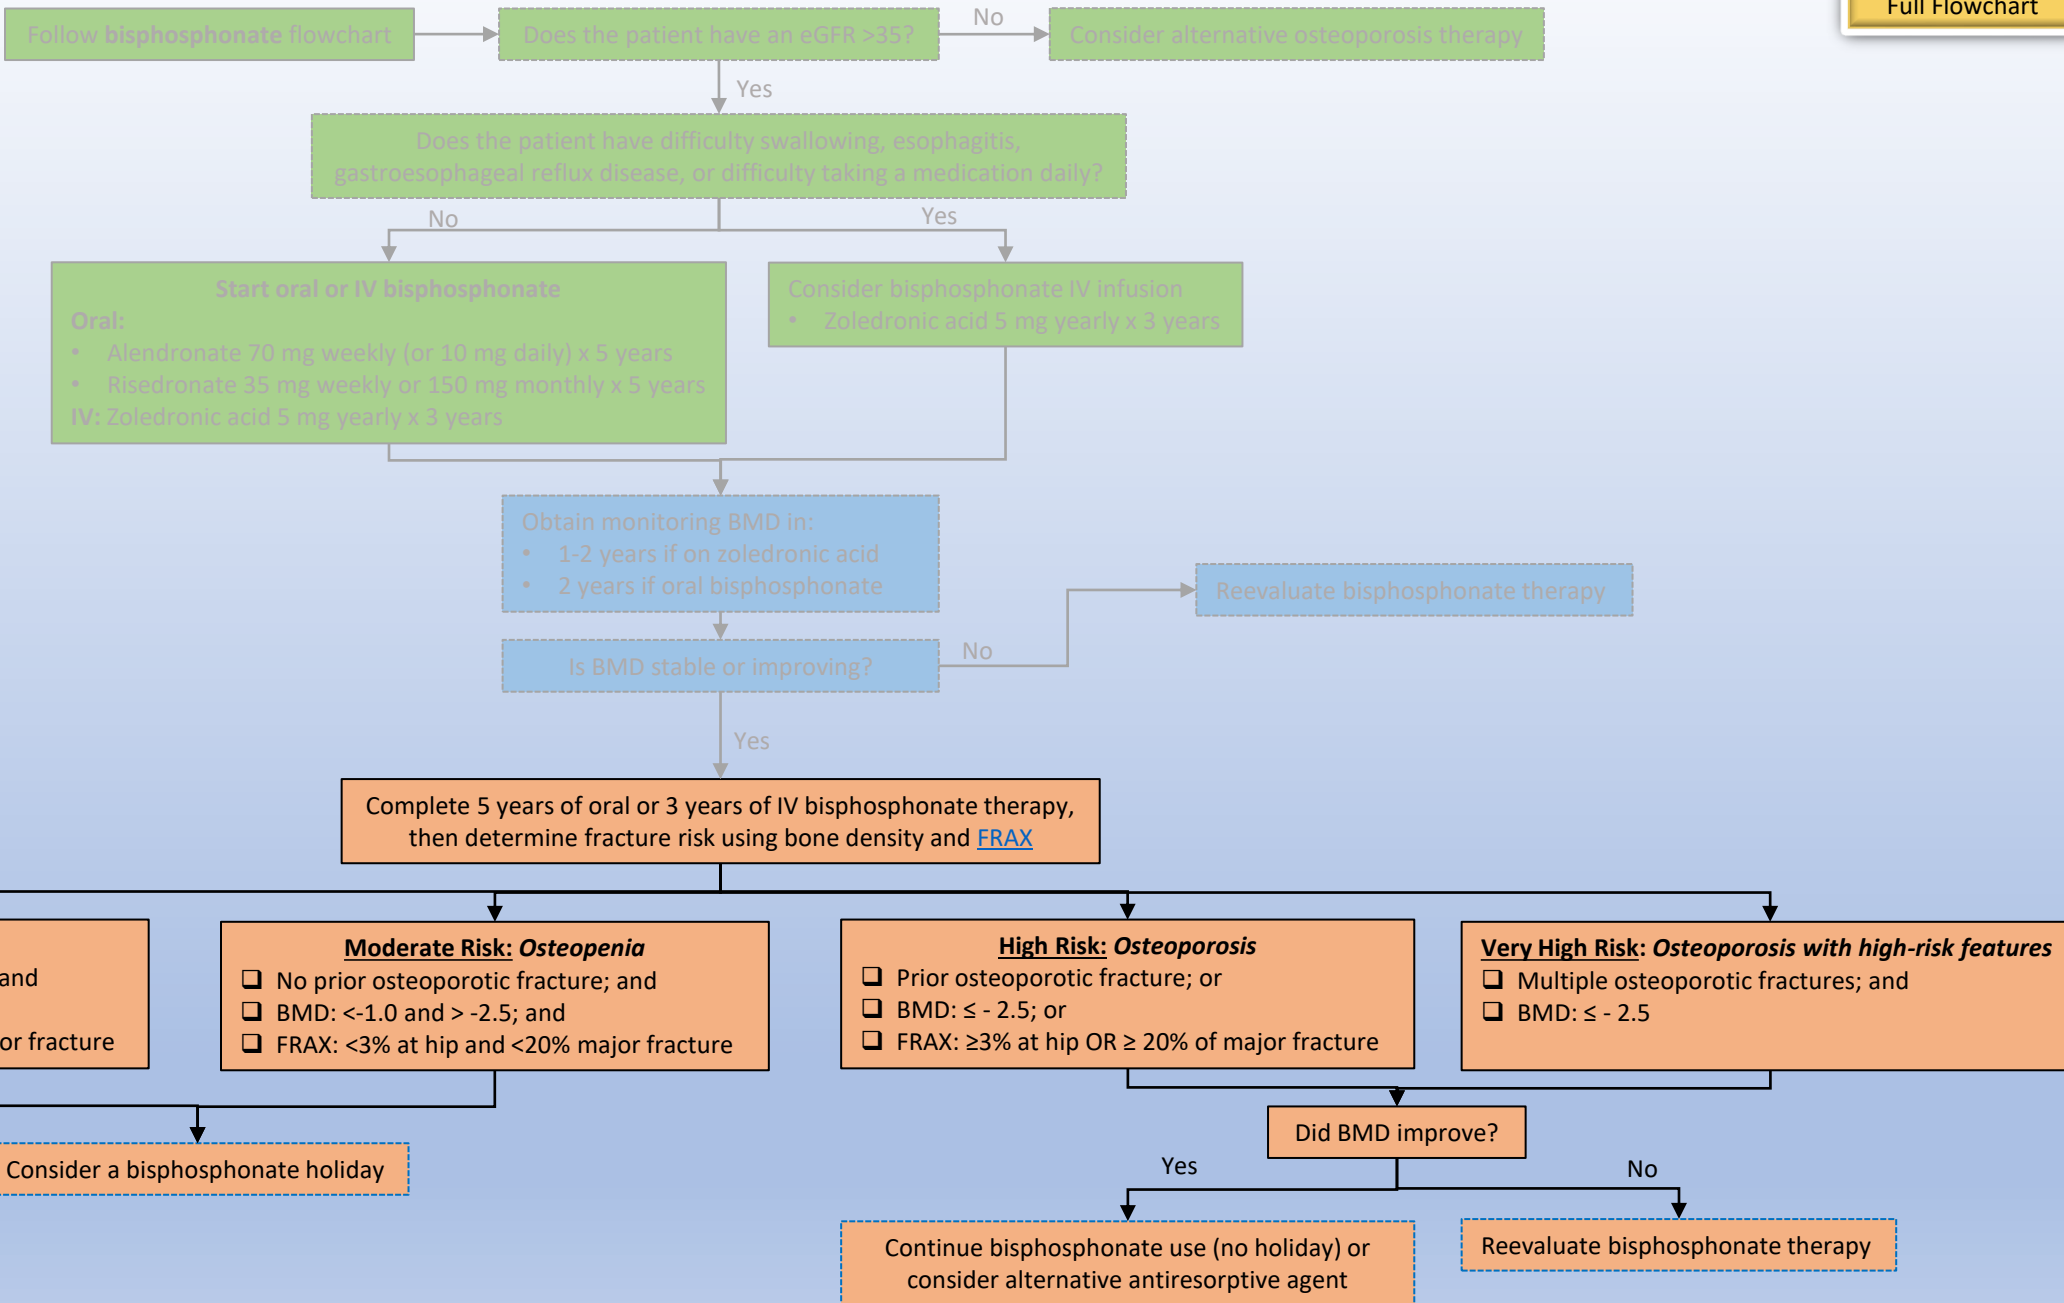 Full Flowchart
Follow bisphosphonate flowchart
Does the patient have an eGFR >35?
No
Consider alternative osteoporosis therapy
Yes
Does the patient have difficulty swallowing, esophagitis,
gastroesophageal reflux disease, or difficulty taking a medication daily?
No
Yes
Start oral or IV bisphosphonate
Oral:
• Alendronate 70 mg weekly (or 10 mg daily) x 5 years
• Risedronate 35 mg weekly or 150 mg monthly x 5 years
IV: Zoledronic acid 5 mg yearly x 3 years
Consider bisphosphonate IV infusion
• Zoledronic acid 5 mg yearly x 3 years
Obtain monitoring BMD in:
• 1-2 years if on zoledronic acid
• 2 years if oral bisphosphonate
Reevaluate bisphosphonate therapy
Is BMD stable or improving?
No
Yes
Complete 5 years of oral or 3 years of IV bisphosphonate therapy,
then determine fracture risk using bone density and FRAX
and
or fracture
Moderate Risk: Osteopenia
❑ No prior osteoporotic fracture; and
❑ BMD: <-1.0 and > -2.5; and
❑ FRAX: <3% at hip and <20% major fracture
High Risk: Osteoporosis
❑ Prior osteoporotic fracture; or
❑ BMD: ≤ - 2.5; or
❑ FRAX: ≥3% at hip OR ≥ 20% of major fracture
Very High Risk: Osteoporosis with high-risk features
❑ Multiple osteoporotic fractures; and
❑ BMD: ≤ - 2.5
Did BMD improve?
Consider a bisphosphonate holiday
Yes
No
Continue bisphosphonate use (no holiday) or
consider alternative antiresorptive agent
Reevaluate bisphosphonate therapy